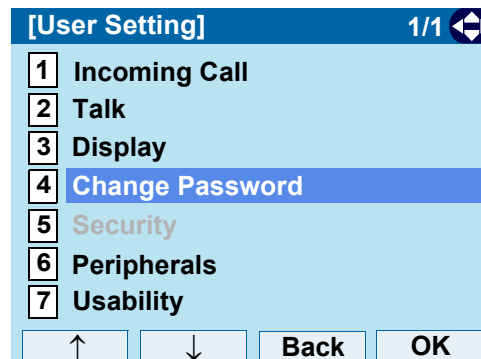 [User Setting] 1/1
1 Incoming Call
2 Talk
3 Display
4 Change Password
5 Security
6 Peripherals
7 Usability
↑ ↓ Back OK